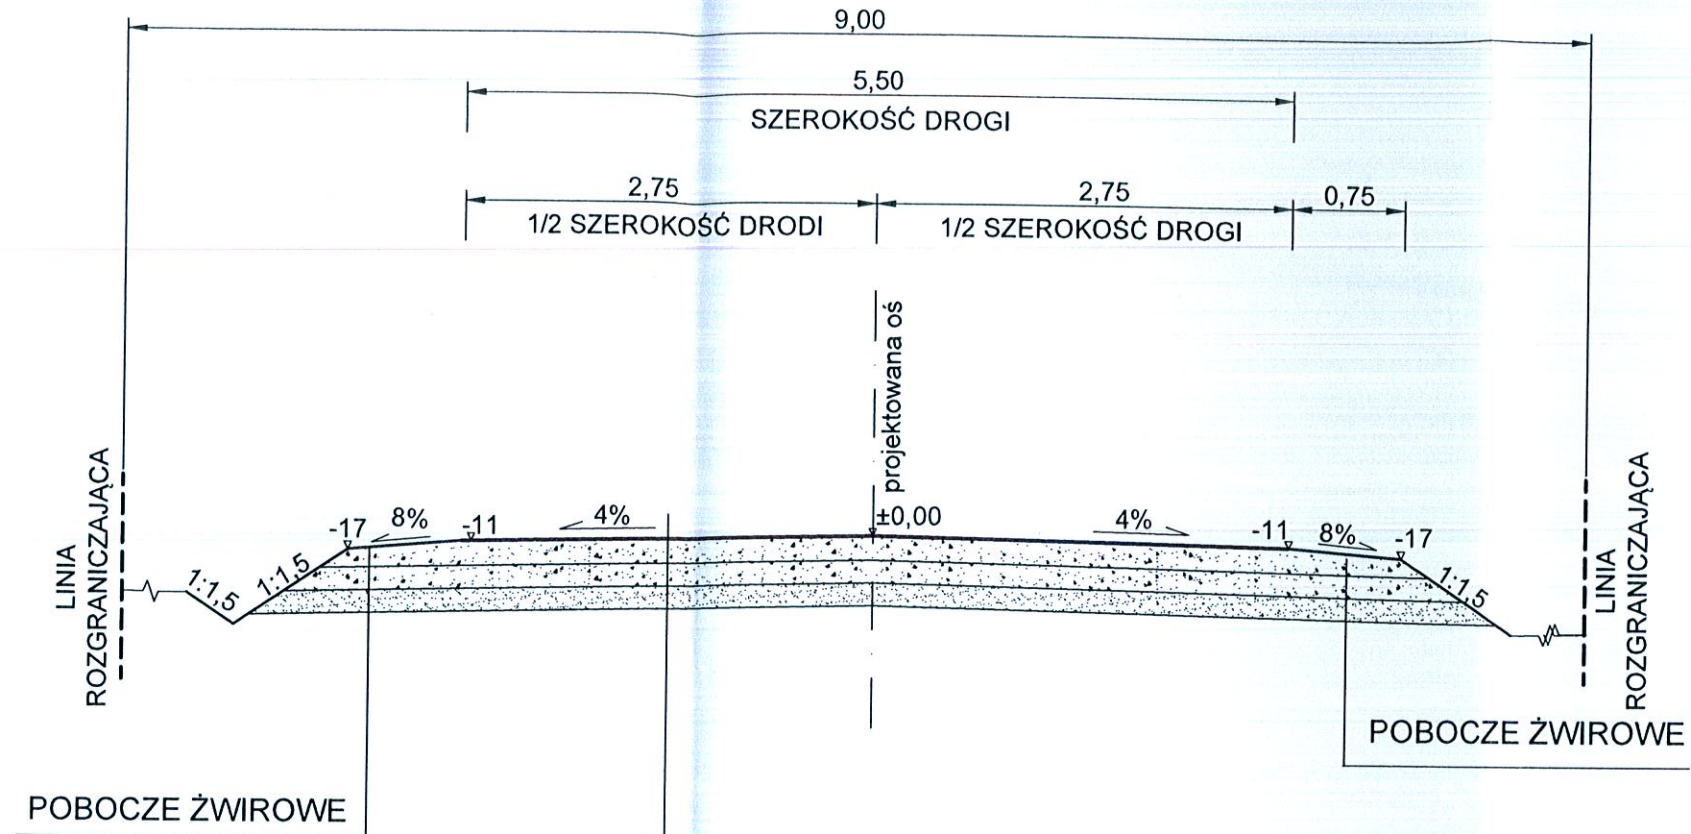 9,00
5,50
SZEROKOŚĆ DROGI
2,75
2,75
0,75
1/2 SZEROKOŚĆ DRODI
1/2 SZEROKOŚĆ DROGI
projektowana oś
LINIA
ROZGRANICZAJĄCA
-17
8%
-11
4%
±0,00
4%
-11
8%
-17
1:1,5
1:1,5
1:1,5
LINIA
ROZGRANICZAJĄCA
POBOCZE ŻWIROWE
POBOCZE ŻWIROWE